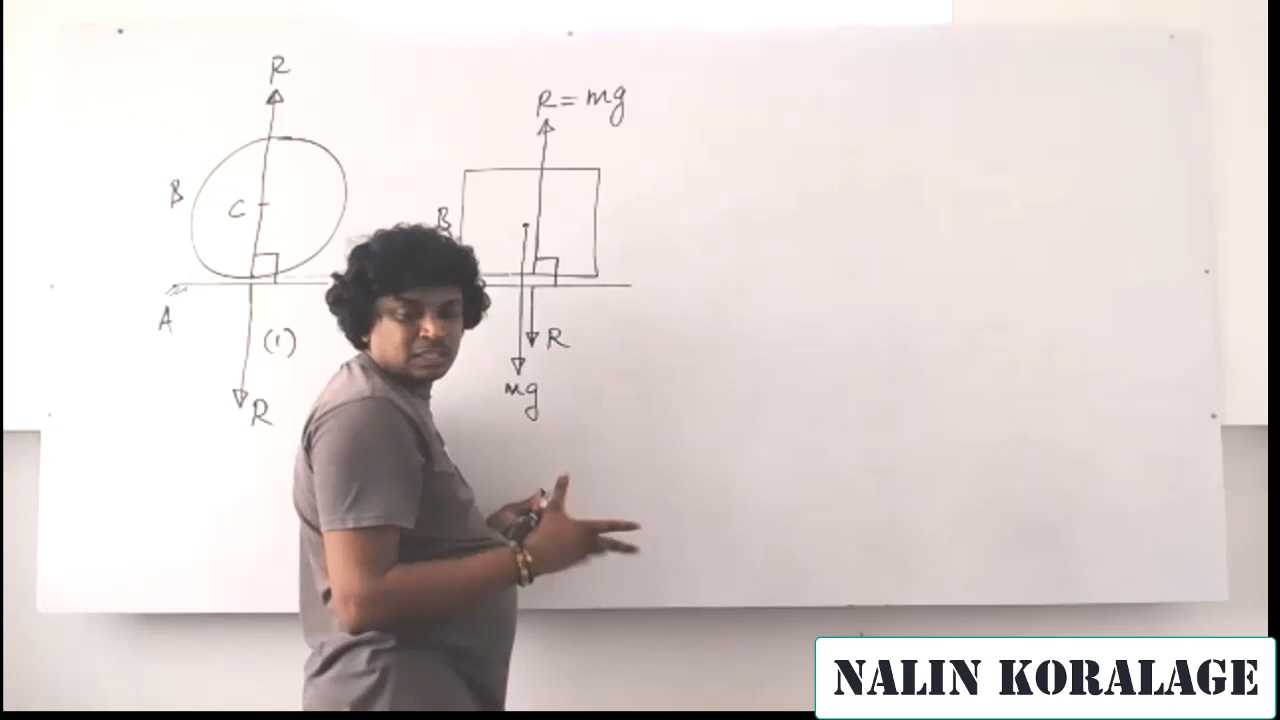 R
B
C
A
(1)
R
R = mg
B
R
mg
NALIN KORALAGE